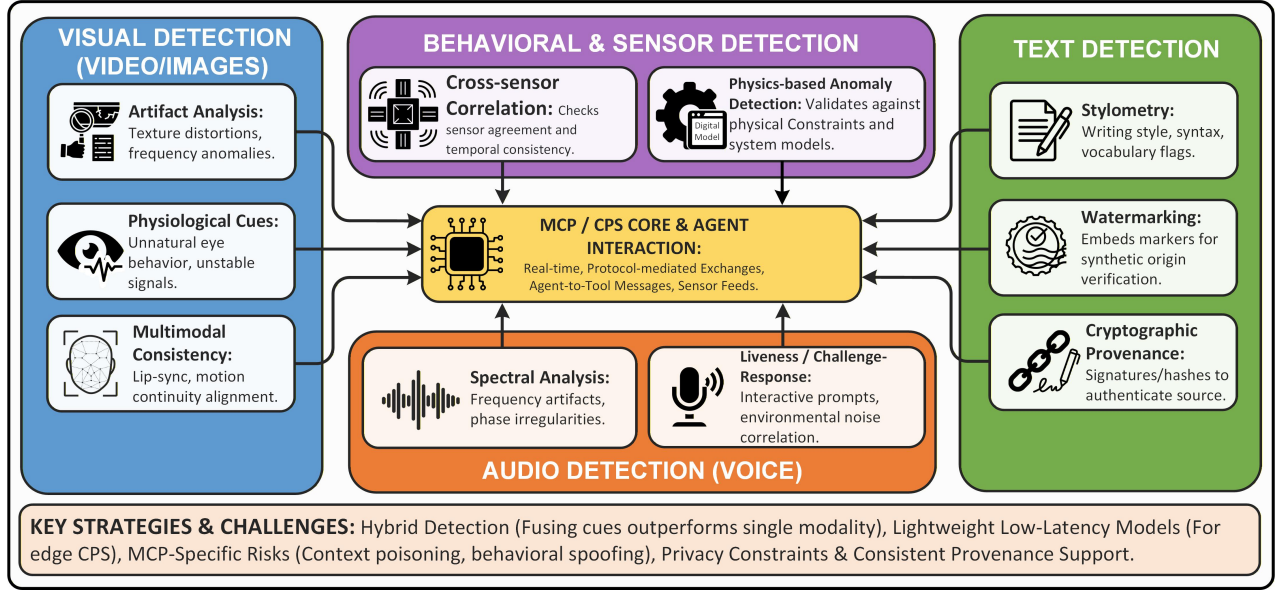 VISUAL DETECTION
(VIDEO/IMAGES)
Artifact Analysis:
Texture distortions,
frequency anomalies.
Physiological Cues:
Unnatural eye
behavior, unstable
signals.
Multimodal
Consistency:
Lip-sync, motion
continuity alignment.
BEHAVIORAL & SENSOR DETECTION
Cross-sensor
Correlation: Checks
sensor agreement and
temporal consistency.
Digital
Model
Physics-based Anomaly
Detection: Validates against
physical Constraints and
system models.
MCP / CPS CORE & AGENT
INTERACTION:
Real-time, Protocol-mediated Exchanges,
Agent-to-Tool Messages, Sensor Feeds.
Spectral Analysis:
Frequency artifacts,
phase irregularities.
Liveness / Challenge-
Response:
Interactive prompts,
environmental noise
correlation.
AUDIO DETECTION (VOICE)
TEXT DETECTION
Stylometry:
Writing style, syntax,
vocabulary flags.
Watermarking:
Embeds markers for
synthetic origin
verification.
Cryptographic
Provenance:
Signatures/hashes to
authenticate source.
KEY STRATEGIES & CHALLENGES: Hybrid Detection (Fusing cues outperforms single modality), Lightweight Low-Latency Models (For
edge CPS), MCP-Specific Risks (Context poisoning, behavioral spoofing), Privacy Constraints & Consistent Provenance Support.